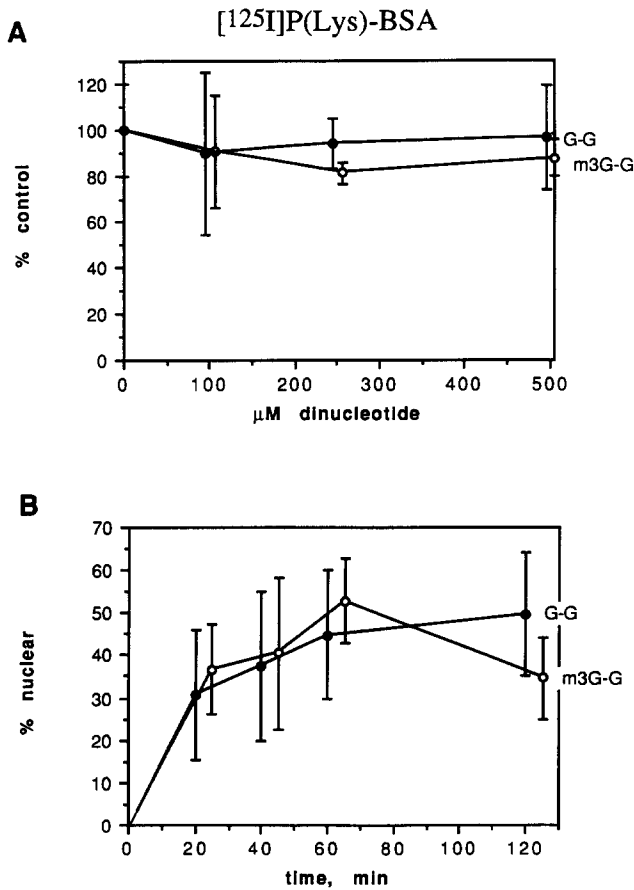 [125I]P(Lys)-BSA
A
120
100
80
60
40
20
0
% control
G-G
m3G-G
0 100 200 300 400 500
µM dinucleotide
B
70
60
50
40
30
20
10
0
% nuclear
G-G
m3G-G
0 20 40 60 80 100 120
time, min